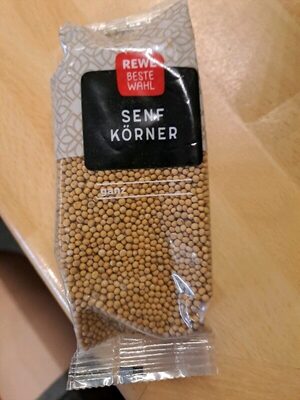 REWE
BESTE
WAHL
SENF
KÖRNER
ganz